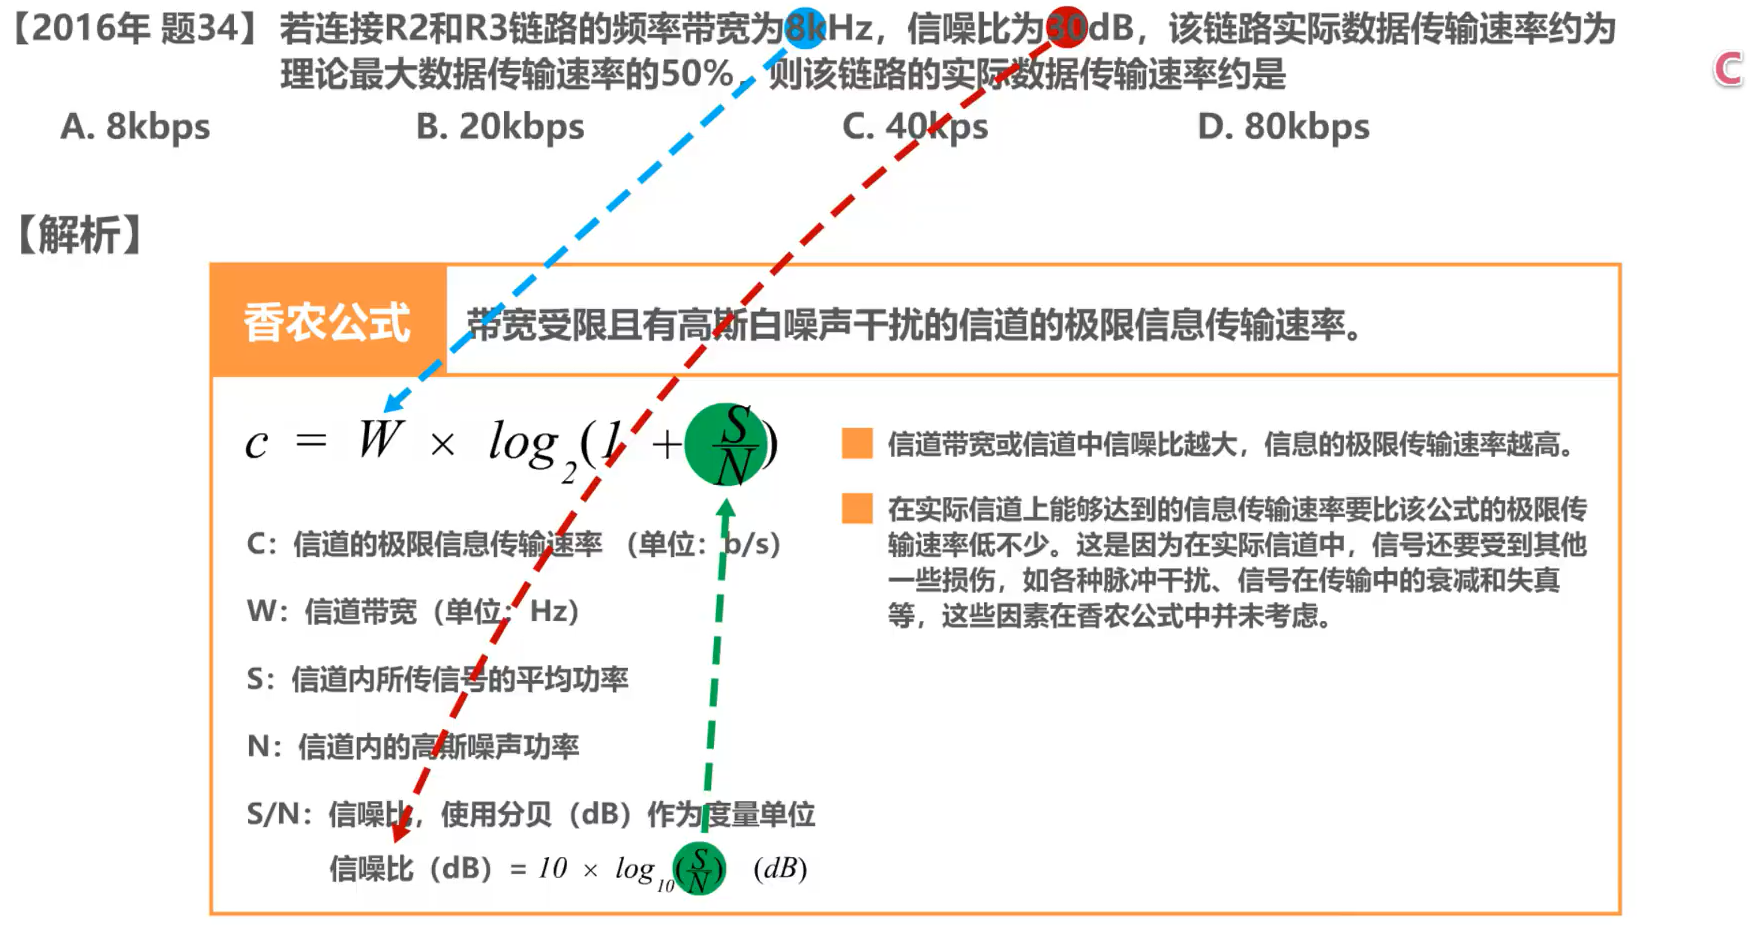 【2016年 题34】若连接R2和R3链路的频率带宽为8kHz，信噪比为30dB，该链路实际数据传输速率约为
理论最大数据传输速率的50%，则该链路的实际数据传输速率约是
C
A. 8kbps B. 20kbps C. 40kps D. 80kbps
【解析】
香农公式 带宽受限且有高斯白噪声干扰的信道的极限信息传输速率。
c = W × log₂(1 + S/N)
C：信道的极限信息传输速率 （单位：b/s）
W：信道带宽（单位：Hz）
S：信道内所传信号的平均功率
N：信道内的高斯噪声功率
S/N：信噪比，使用分贝（dB）作为度量单位
信噪比（dB）= 10 × log₁₀(S/N) (dB)
信道带宽或信道中信噪比越大，信息的极限传输速率越高。
在实际信道上能够达到的信息传输速率要比该公式的极限传
输速率低不少。这是因为在实际信道中，信号还要受到其他
一些损伤，如各种脉冲干扰、信号在传输中的衰减和失真
等，这些因素在香农公式中并未考虑。